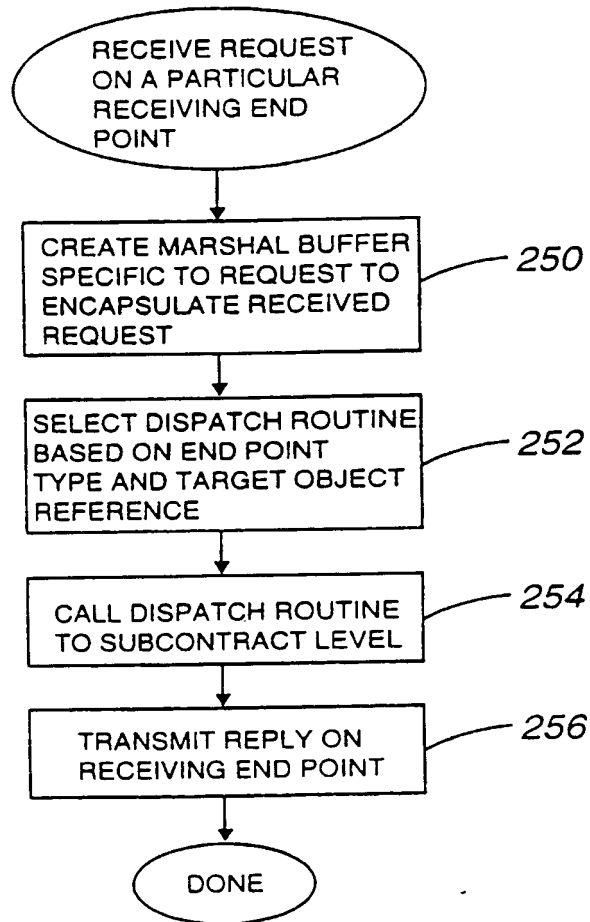 RECEIVE REQUEST
ON A PARTICULAR
RECEIVING END
POINT
CREATE MARSHAL BUFFER
SPECIFIC TO REQUEST TO
ENCAPSULATE RECEIVED
REQUEST
250
SELECT DISPATCH ROUTINE
BASED ON END POINT
TYPE AND TARGET OBJECT
REFERENCE
252
CALL DISPATCH ROUTINE
TO SUBCONTRACT LEVEL
254
TRANSMIT REPLY ON
RECEIVING END POINT
256
DONE